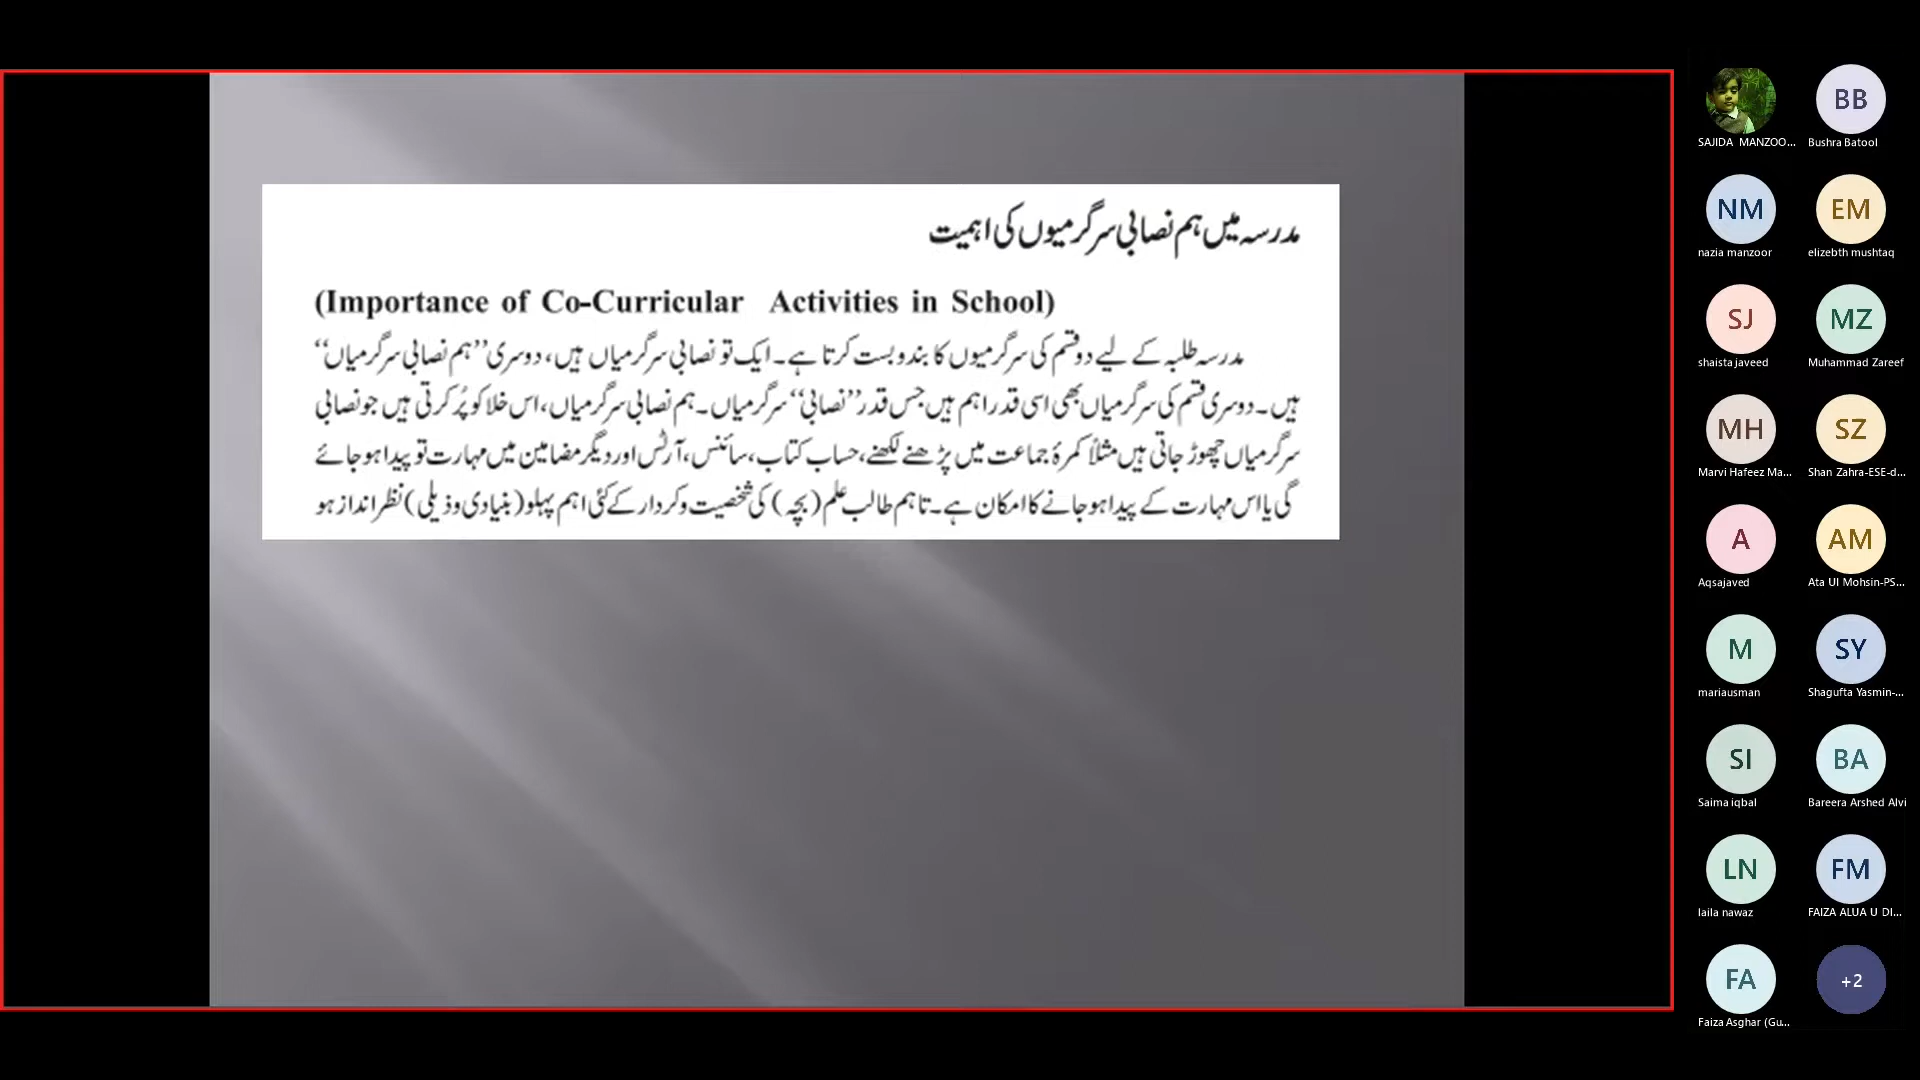 مدرسہ میں ہم نصابی سرگرمیوں کی اہمیت
(Importance of Co-Curricular Activities in School)
مدرسہ طلبہ کے لیے دو قسم کی سرگرمیوں کا بندوبست کرتا ہے۔ ایک تو نصابی سرگرمیاں ہیں، دوسری ’’ہم نصابی سرگرمیاں‘‘
ہیں۔ دوسری قسم کی سرگرمیاں بھی اسی قدر اہم ہیں جس قدر ’’نصابی‘‘ سرگرمیاں۔ ہم نصابی سرگرمیاں، اس خلا کو پُر کرتی ہیں جو نصابی
سرگرمیاں چھوڑ جاتی ہیں مثلاً کمرۂ جماعت میں پڑھنے لکھنے، حساب کتاب، سائنس، آرٹس اور دیگر مضامین میں مہارت تو پیدا ہو جائے
گی یا اس مہارت کے پیدا ہو جانے کا امکان ہے۔ تاہم طالب علم (بچہ) کی شخصیت و کردار کے کئی اہم پہلو (بنیادی و ذیلی) نظر انداز ہو
SAJIDA MANZOO...
BB
Bushra Batool
NM
nazia manzoor
EM
elizebth mushtaq
SJ
shaista javeed
MZ
Muhammad Zareef
MH
Marvi Hafeez Ma...
SZ
Shan Zahra-ESE-d...
A
Aqsajaved
AM
Ata Ul Mohsin-PS...
M
mariausman
SY
Shagufta Yasmin-...
SI
Saima iqbal
BA
Bareera Arshed Alvi
LN
laila nawaz
FM
FAIZA ALUA U DI...
FA
Faiza Asghar (Gu...
+2